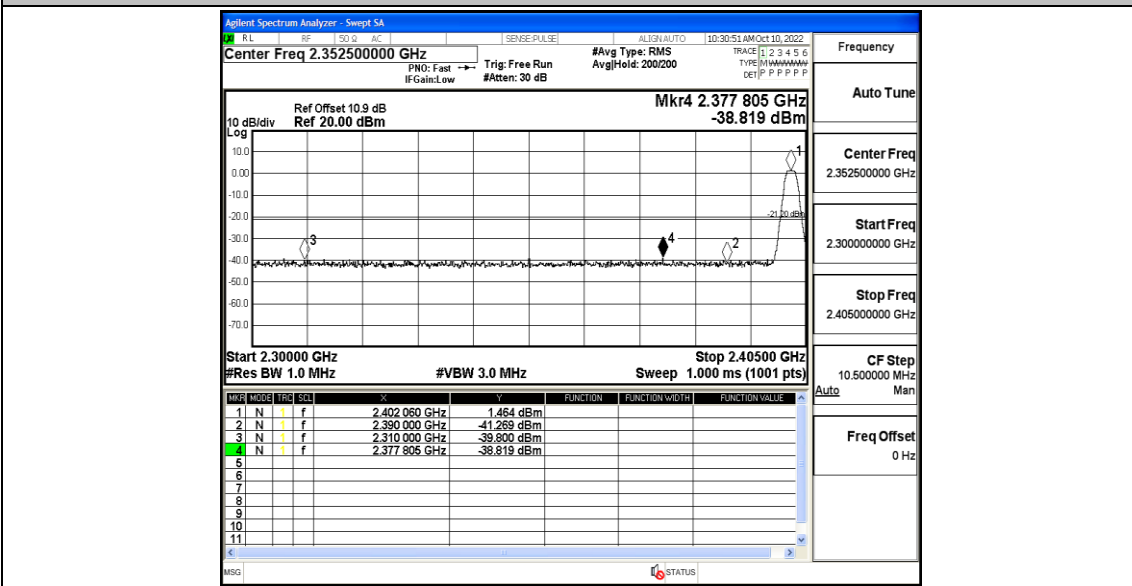 Agilent Spectrum Analyzer - Swept SA
RL RF 50 Ω AC SENSE:PULSE ALIGN AUTO 10:30:51 AM Oct 10, 2022
Center Freq 2.352500000 GHz
PNO: Fast
IFGain:Low
Trig: Free Run
#Atten: 30 dB
#Avg Type: RMS
Avg|Hold: 200/200
TRACE 1 2 3 4 5 6
TYPE M
DET P P P P P P
Ref Offset 10.9 dB
10 dB/div Ref 20.00 dBm
Log
Mkr4 2.377 805 GHz
-38.819 dBm
10.0
0.00
-10.0
-20.0
-30.0
-40.0
-50.0
-60.0
-70.0
1
-21.20 dBm
3
4
2
Start 2.30000 GHz Stop 2.40500 GHz
#Res BW 1.0 MHz #VBW 3.0 MHz Sweep 1.000 ms (1001 pts)
MKR MODE TRC SCL X Y FUNCTION FUNCTION WIDTH FUNCTION VALUE
1 N 1 f 2.402 060 GHz 1.464 dBm
2 N 1 f 2.390 000 GHz -41.269 dBm
3 N 1 f 2.310 000 GHz -39.800 dBm
4 N 1 f 2.377 805 GHz -38.819 dBm
5
6
7
8
9
10
11
MSG STATUS
Frequency
Auto Tune
Center Freq
2.352500000 GHz
Start Freq
2.300000000 GHz
Stop Freq
2.405000000 GHz
CF Step
10.500000 MHz
Auto Man
Freq Offset
0 Hz